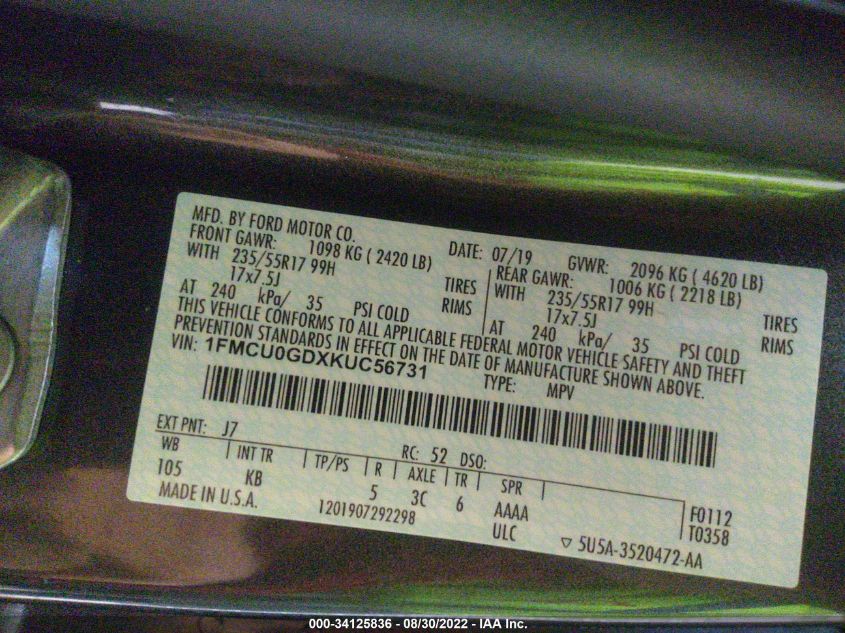 MFD. BY FORD MOTOR CO. DATE: 07/19 GVWR: 2096 KG ( 4620 LB)
FRONT GAWR: 1098 KG ( 2420 LB) REAR GAWR: 1006 KG ( 2218 LB)
WITH 235/55R17 99H TIRES WITH 235/55R17 99H TIRES
17x7.5J RIMS 17x7.5J RIMS
AT 240 kPa/ 35 PSI COLD AT 240 kPa/ 35 PSI COLD
THIS VEHICLE CONFORMS TO ALL APPLICABLE FEDERAL MOTOR VEHICLE SAFETY AND THEFT
PREVENTION STANDARDS IN EFFECT ON THE DATE OF MANUFACTURE SHOWN ABOVE.
VIN: 1FMCU0GDXKUC56731 TYPE: MPV
EXT PNT: J7 RC: 52 DSO:
WB INT TR TP/PS R AXLE TR SPR
105 KB 5 3C 6 AAAA F0112
MADE IN U.S.A. 1201907292298 ULC T0358
▽ 5U5A-3520472-AA
000-34125836 - 08/30/2022 - IAA Inc.